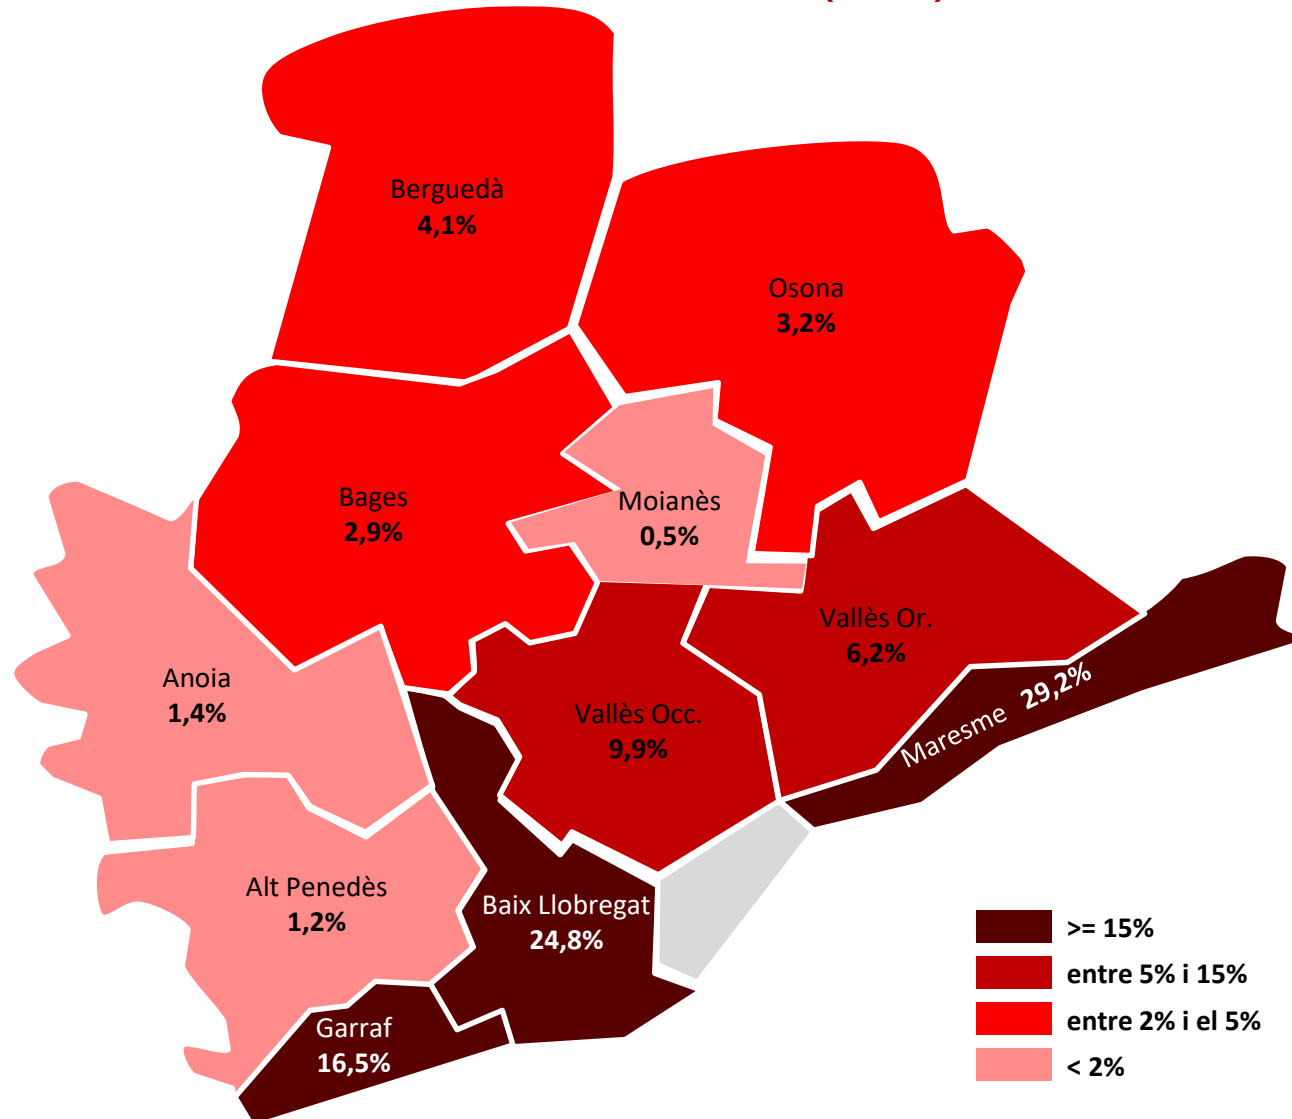 Berguedà
4,1%
Osona
3,2%
Bages
2,9%
Moianès
0,5%
Vallès Or.
6,2%
Maresme 29,2%
Anoia
1,4%
Vallès Occ.
9,9%
Alt Penedès
1,2%
Baix Llobregat
24,8%
Garraf
16,5%
>= 15%
entre 5% i 15%
entre 2% i el 5%
< 2%